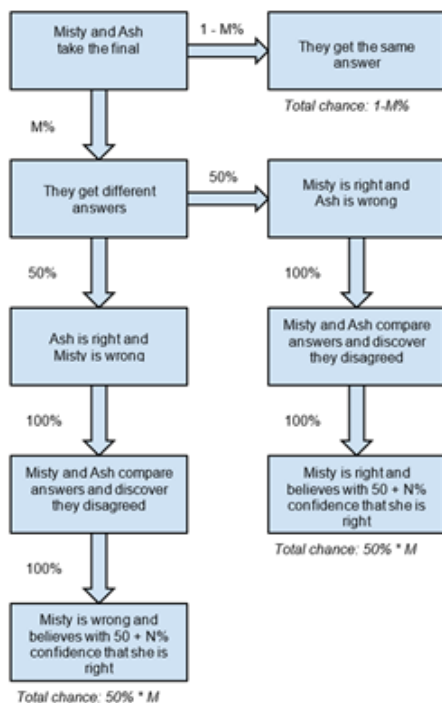 Misty and Ash
take the final
1 - M%
They get the same
answer
Total chance: 1-M%
M%
They get different
answers
50%
Misty is right and
Ash is wrong
50%
100%
Ash is right and
Misty is wrong
Misty and Ash compare
answers and discover
they disagreed
100%
100%
Misty and Ash compare
answers and discover
they disagreed
Misty is right and
believes with 50 + N%
confidence that she is
right
Total chance: 50% * M
100%
Misty is wrong and
believes with 50 + N%
confidence that she is
right
Total chance: 50% * M